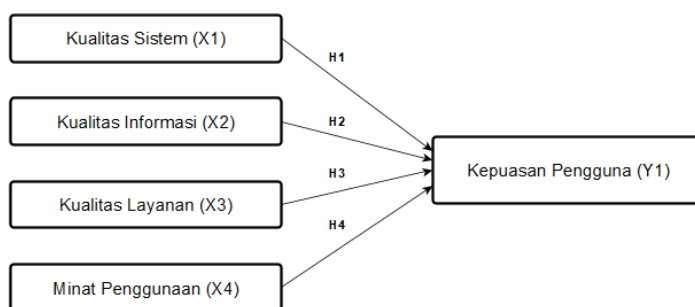 Kualitas Sistem (X1)
H1
Kualitas Informasi (X2)
H2
Kepuasan Pengguna (Y1)
H3
Kualitas Layanan (X3)
H4
Minat Penggunaan (X4)